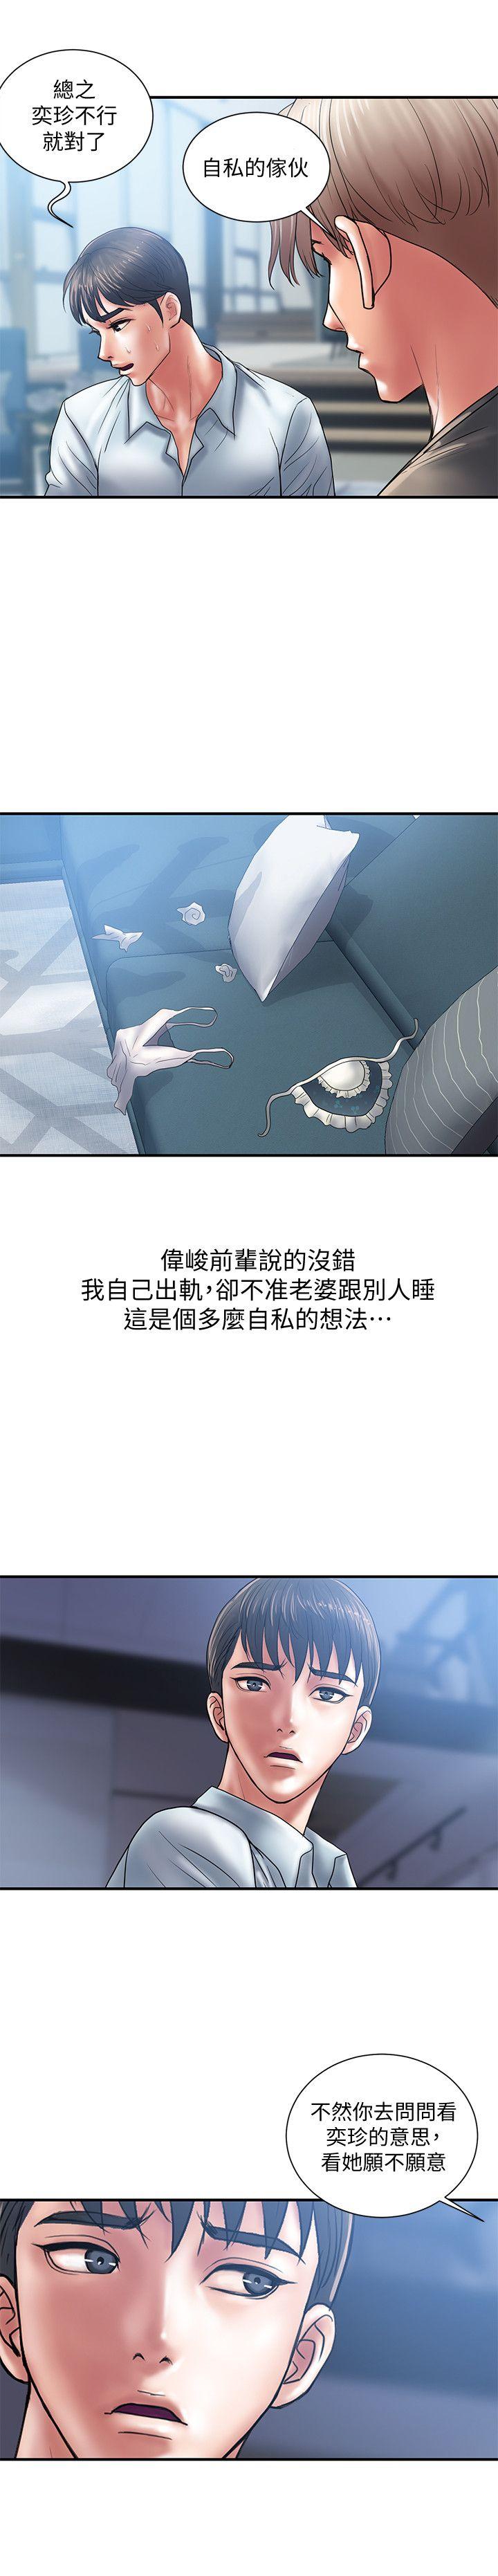 總之
奕珍不行
就對了
自私的傢伙
偉峻前輩說的沒錯
我自己出軌，卻不准老婆跟別人睡
這是個多麼自私的想法…
不然你去問問看
奕珍的意思，
看她願不願意